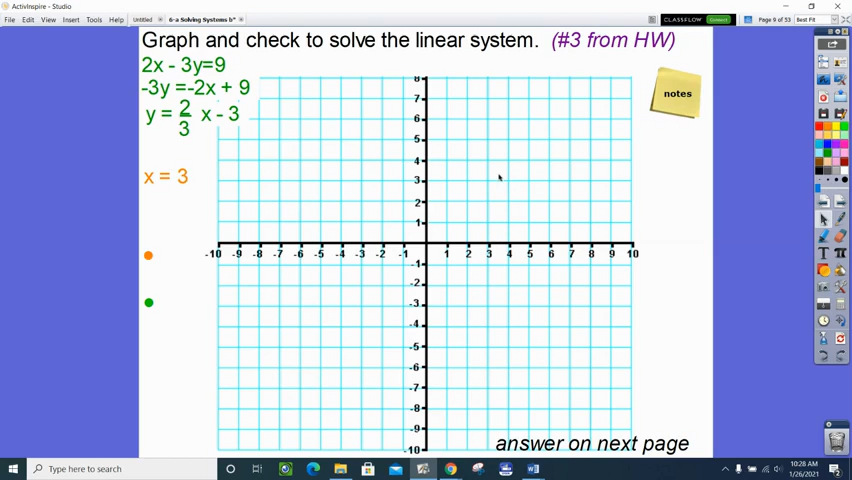 ActivInspire - Studio
File Edit View Insert Tools Help
Untitled
6-a Solving Systems b*
CLASSFLOW
Connect
Page 9 of 53
Best Fit
Graph and check to solve the linear system. (#3 from HW)
2x - 3y=9
-3y =-2x + 9
y = 2/3 x - 3
x = 3
notes
8
7
6
5
4
3
2
1
-10 -9 -8 -7 -6 -5 -4 -3 -2 -1 1 2 3 4 5 6 7 8 9 10
-1
-2
-3
-4
-5
-6
-7
-8
-9
-10
answer on next page
Type here to search
10:28 AM
1/26/2021